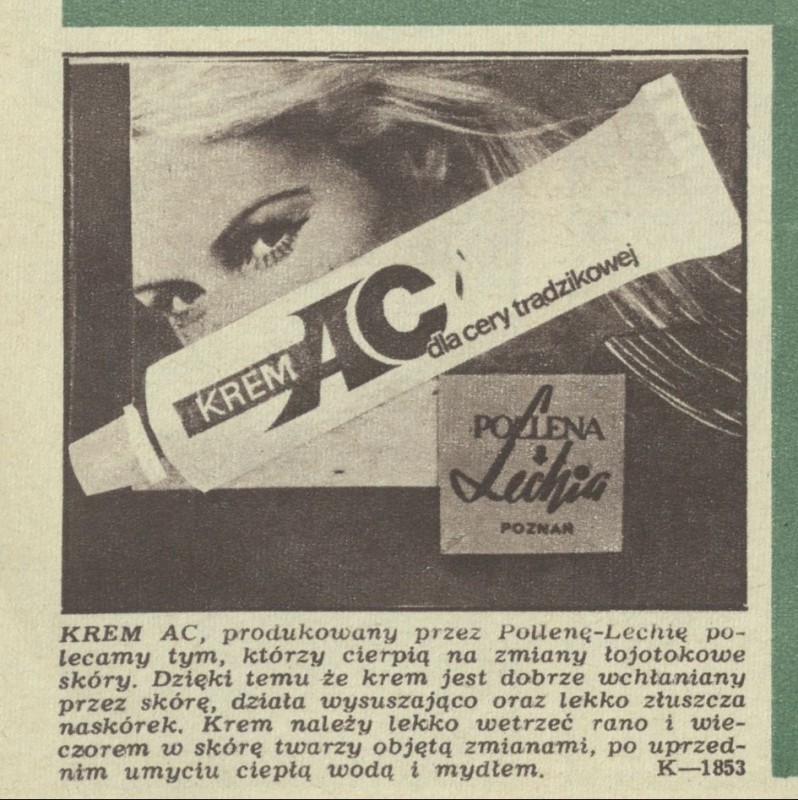 KREM AC
dla cery trądzikowej
POLLENA
Lechia
POZNAŃ
KREM AC, produkowany przez Pollenę-Lechię po-
lecamy tym, którzy cierpią na zmiany łojotokowe
skóry. Dzięki temu że krem jest dobrze wchłaniany
przez skórę, działa wysuszająco oraz lekko złuszcza
naskórek. Krem należy lekko wetrzeć rano i wie-
czorem w skórę twarzy objętą zmianami, po uprzed-
nim umyciu ciepłą wodą i mydłem. K—1853